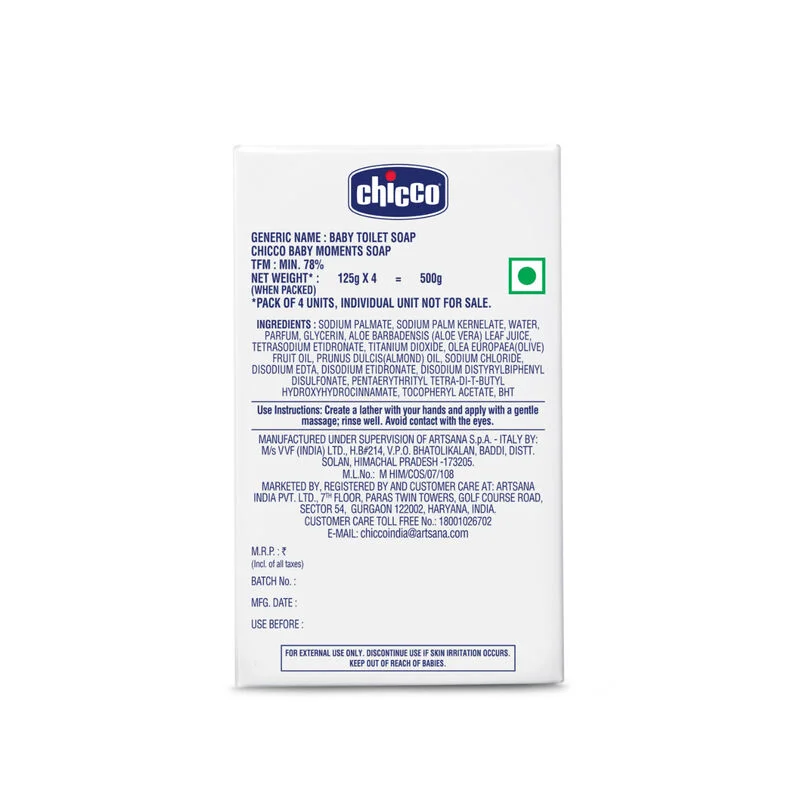 chicco
GENERIC NAME : BABY TOILET SOAP
CHICCO BABY MOMENTS SOAP
TFM : MIN. 78%
NET WEIGHT* : 125g X 4 = 500g
(WHEN PACKED)
*PACK OF 4 UNITS, INDIVIDUAL UNIT NOT FOR SALE.
INGREDIENTS : SODIUM PALMATE, SODIUM PALM KERNELATE, WATER,
PARFUM, GLYCERIN, ALOE BARBADENSIS (ALOE VERA) LEAF JUICE,
TETRASODIUM ETIDRONATE, TITANIUM DIOXIDE, OLEA EUROPAEA(OLIVE)
FRUIT OIL, PRUNUS DULCIS(ALMOND) OIL, SODIUM CHLORIDE,
DISODIUM EDTA, DISODIUM ETIDRONATE, DISODIUM DISTYRYLBIPHENYL
DISULFONATE, PENTAERYTHRITYL TETRA-DI-T-BUTYL
HYDROXYHYDROCINNAMATE, TOCOPHERYL ACETATE, BHT
Use Instructions: Create a lather with your hands and apply with a gentle
massage; rinse well. Avoid contact with the eyes.
MANUFACTURED UNDER SUPERVISION OF ARTSANA S.p.A. - ITALY BY:
M/s VVF (INDIA) LTD., H.B#214, V.P.O. BHATOLIKALAN, BADDI, DISTT.
SOLAN, HIMACHAL PRADESH -173205.
M.L.No.: M HIM/COS/07/108
MARKETED BY, REGISTERED BY AND CUSTOMER CARE AT: ARTSANA
INDIA PVT. LTD., 7TH FLOOR, PARAS TWIN TOWERS, GOLF COURSE ROAD,
SECTOR 54, GURGAON 122002, HARYANA, INDIA.
CUSTOMER CARE TOLL FREE No.: 18001026702
E-MAIL: chiccoindia@artsana.com
M.R.P. : ₹
(Incl. of all taxes)
BATCH No. :
MFG. DATE :
USE BEFORE :
FOR EXTERNAL USE ONLY. DISCONTINUE USE IF SKIN IRRITATION OCCURS.
KEEP OUT OF REACH OF BABIES.